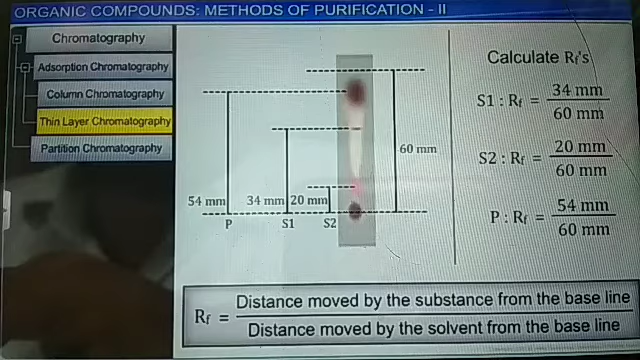 ORGANIC COMPOUNDS: METHODS OF PURIFICATION - II
Chromatography
Adsorption Chromatography
Column Chromatography
Thin Layer Chromatography
Partition Chromatography
54 mm
34 mm
20 mm
60 mm
P
S1
S2
Calculate Rf's
S1 : Rf = 34 mm
60 mm
S2 : Rf = 20 mm
60 mm
P : Rf = 54 mm
60 mm
Rf = Distance moved by the substance from the base line
Distance moved by the solvent from the base line